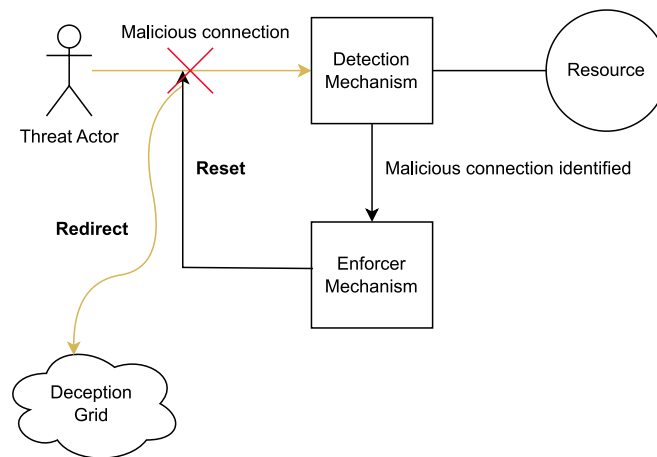 Malicious connection
Detection
Mechanism
Resource
Threat Actor
Malicious connection identified
Reset
Redirect
Enforcer
Mechanism
Deception
Grid